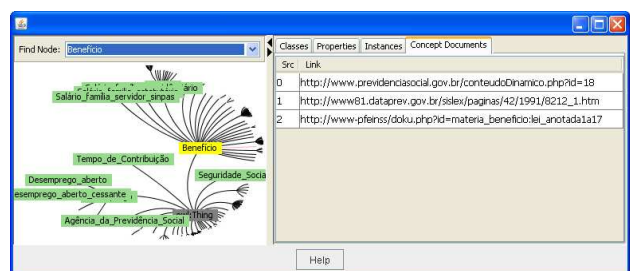 Find Node: Benefício
Classes Properties Instances Concept Documents
Src Link
0 http://www.previdenciasocial.gov.br/conteudoDinamico.php?id=18
1 http://www81.dataprev.gov.br/sislex/paginas/42/1991/8212_1.htm
2 http://www-pfeinss/doku.php?id=materia_beneficio:lei_anotada1a17
ário
Salário_família_servidor_sinpas
Benefício
Tempo_de_Contribuição
Seguridade_Socia
Desemprego_aberto
esemprego_aberto_cessante
Thing
Agência_da_Previdência_Social
Help